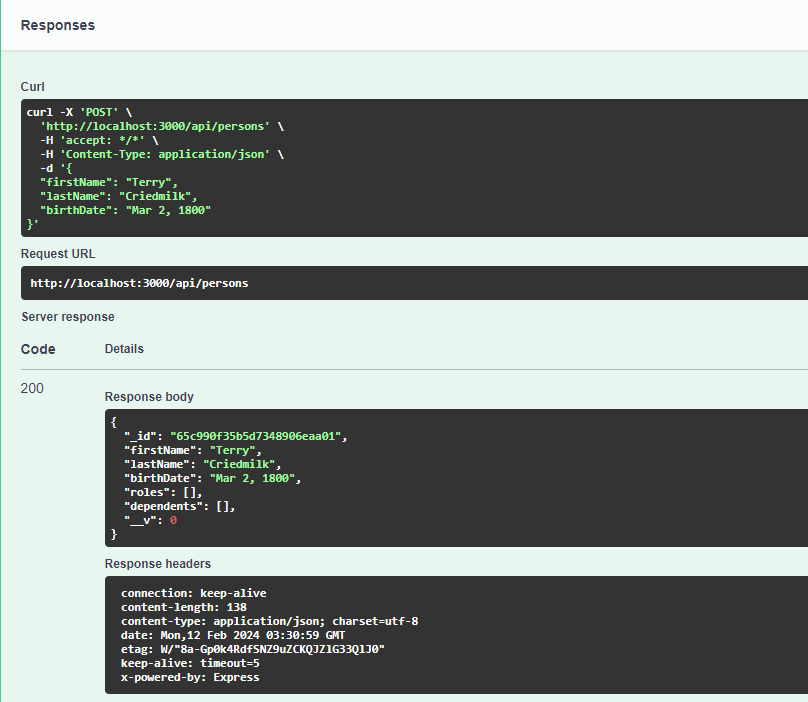 Responses
Curl
curl -X 'POST' \
'http://localhost:3000/api/persons' \
-H 'accept: */*' \
-H 'Content-Type: application/json' \
-d '{
"firstName": "Terry",
"lastName": "Criedmilk",
"birthDate": "Mar 2, 1800"
}'
Request URL
http://localhost:3000/api/persons
Server response
Code Details
200
Response body
{
"_id": "65c990f35b5d7348906eaa01",
"firstName": "Terry",
"lastName": "Criedmilk",
"birthDate": "Mar 2, 1800",
"roles": [],
"dependents": [],
"__v": 0
}
Response headers
connection: keep-alive
content-length: 138
content-type: application/json; charset=utf-8
date: Mon,12 Feb 2024 03:30:59 GMT
etag: W/"8a-Gp0k4RdfSNZ9uZCKQJZlG33QlJ0"
keep-alive: timeout=5
x-powered-by: Express